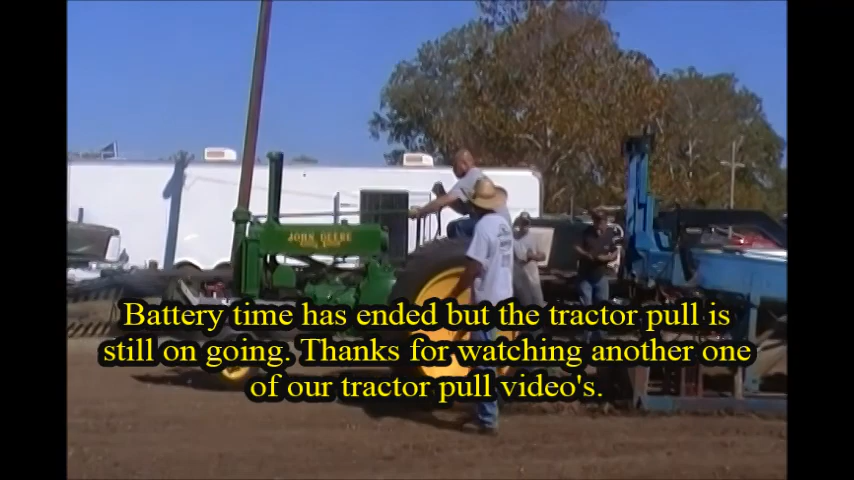 JOHN DEERE
Battery time has ended but the tractor pull is
still on going. Thanks for watching another one
of our tractor pull video's.